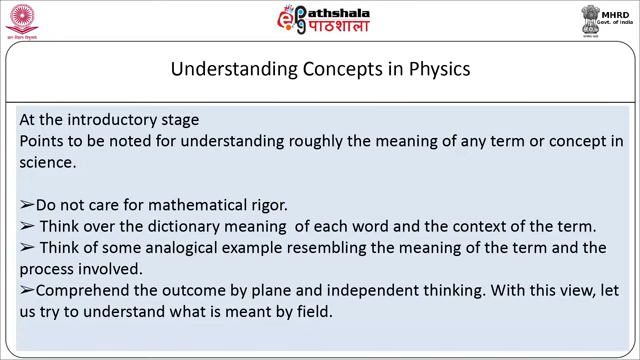 ePathshala
पाठशाला
MHRD
Govt. of India
Understanding Concepts in Physics
At the introductory stage
Points to be noted for understanding roughly the meaning of any term or concept in
science.
➢Do not care for mathematical rigor.
➢ Think over the dictionary meaning of each word and the context of the term.
➢ Think of some analogical example resembling the meaning of the term and the
process involved.
➢Comprehend the outcome by plane and independent thinking. With this view, let
us try to understand what is meant by field.